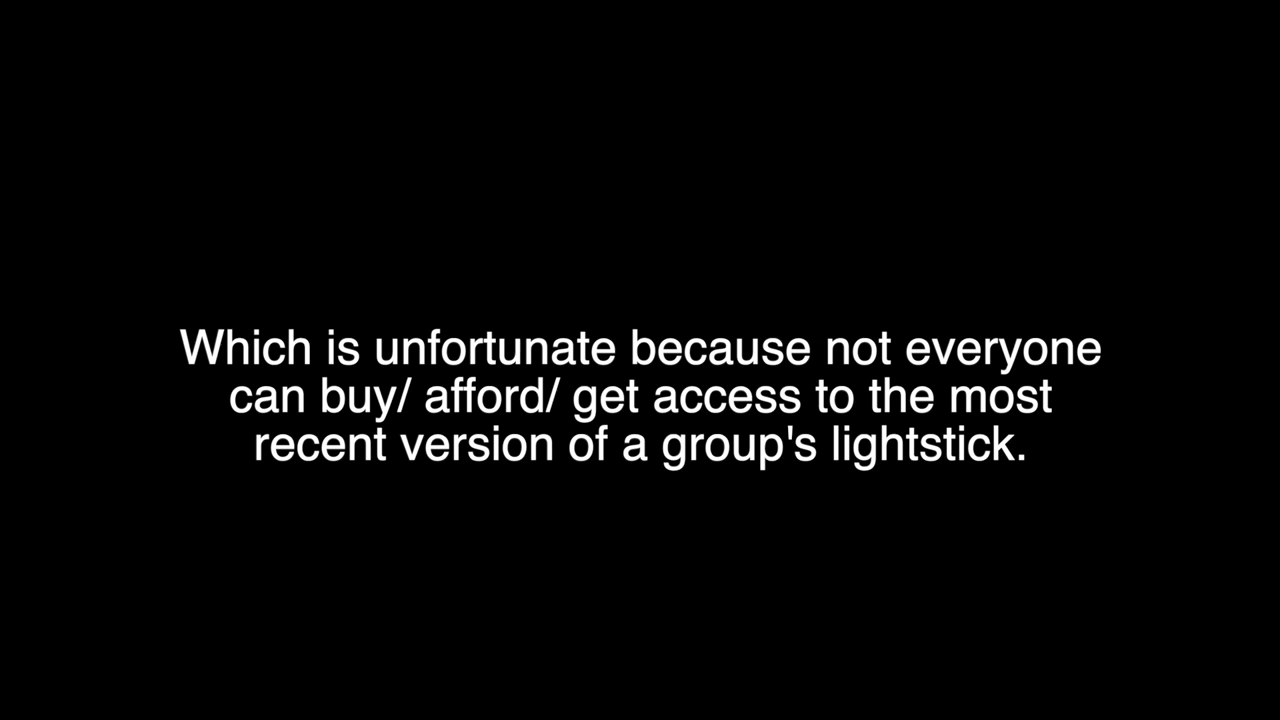 Which is unfortunate because not everyone
can buy/ afford/ get access to the most
recent version of a group's lightstick.